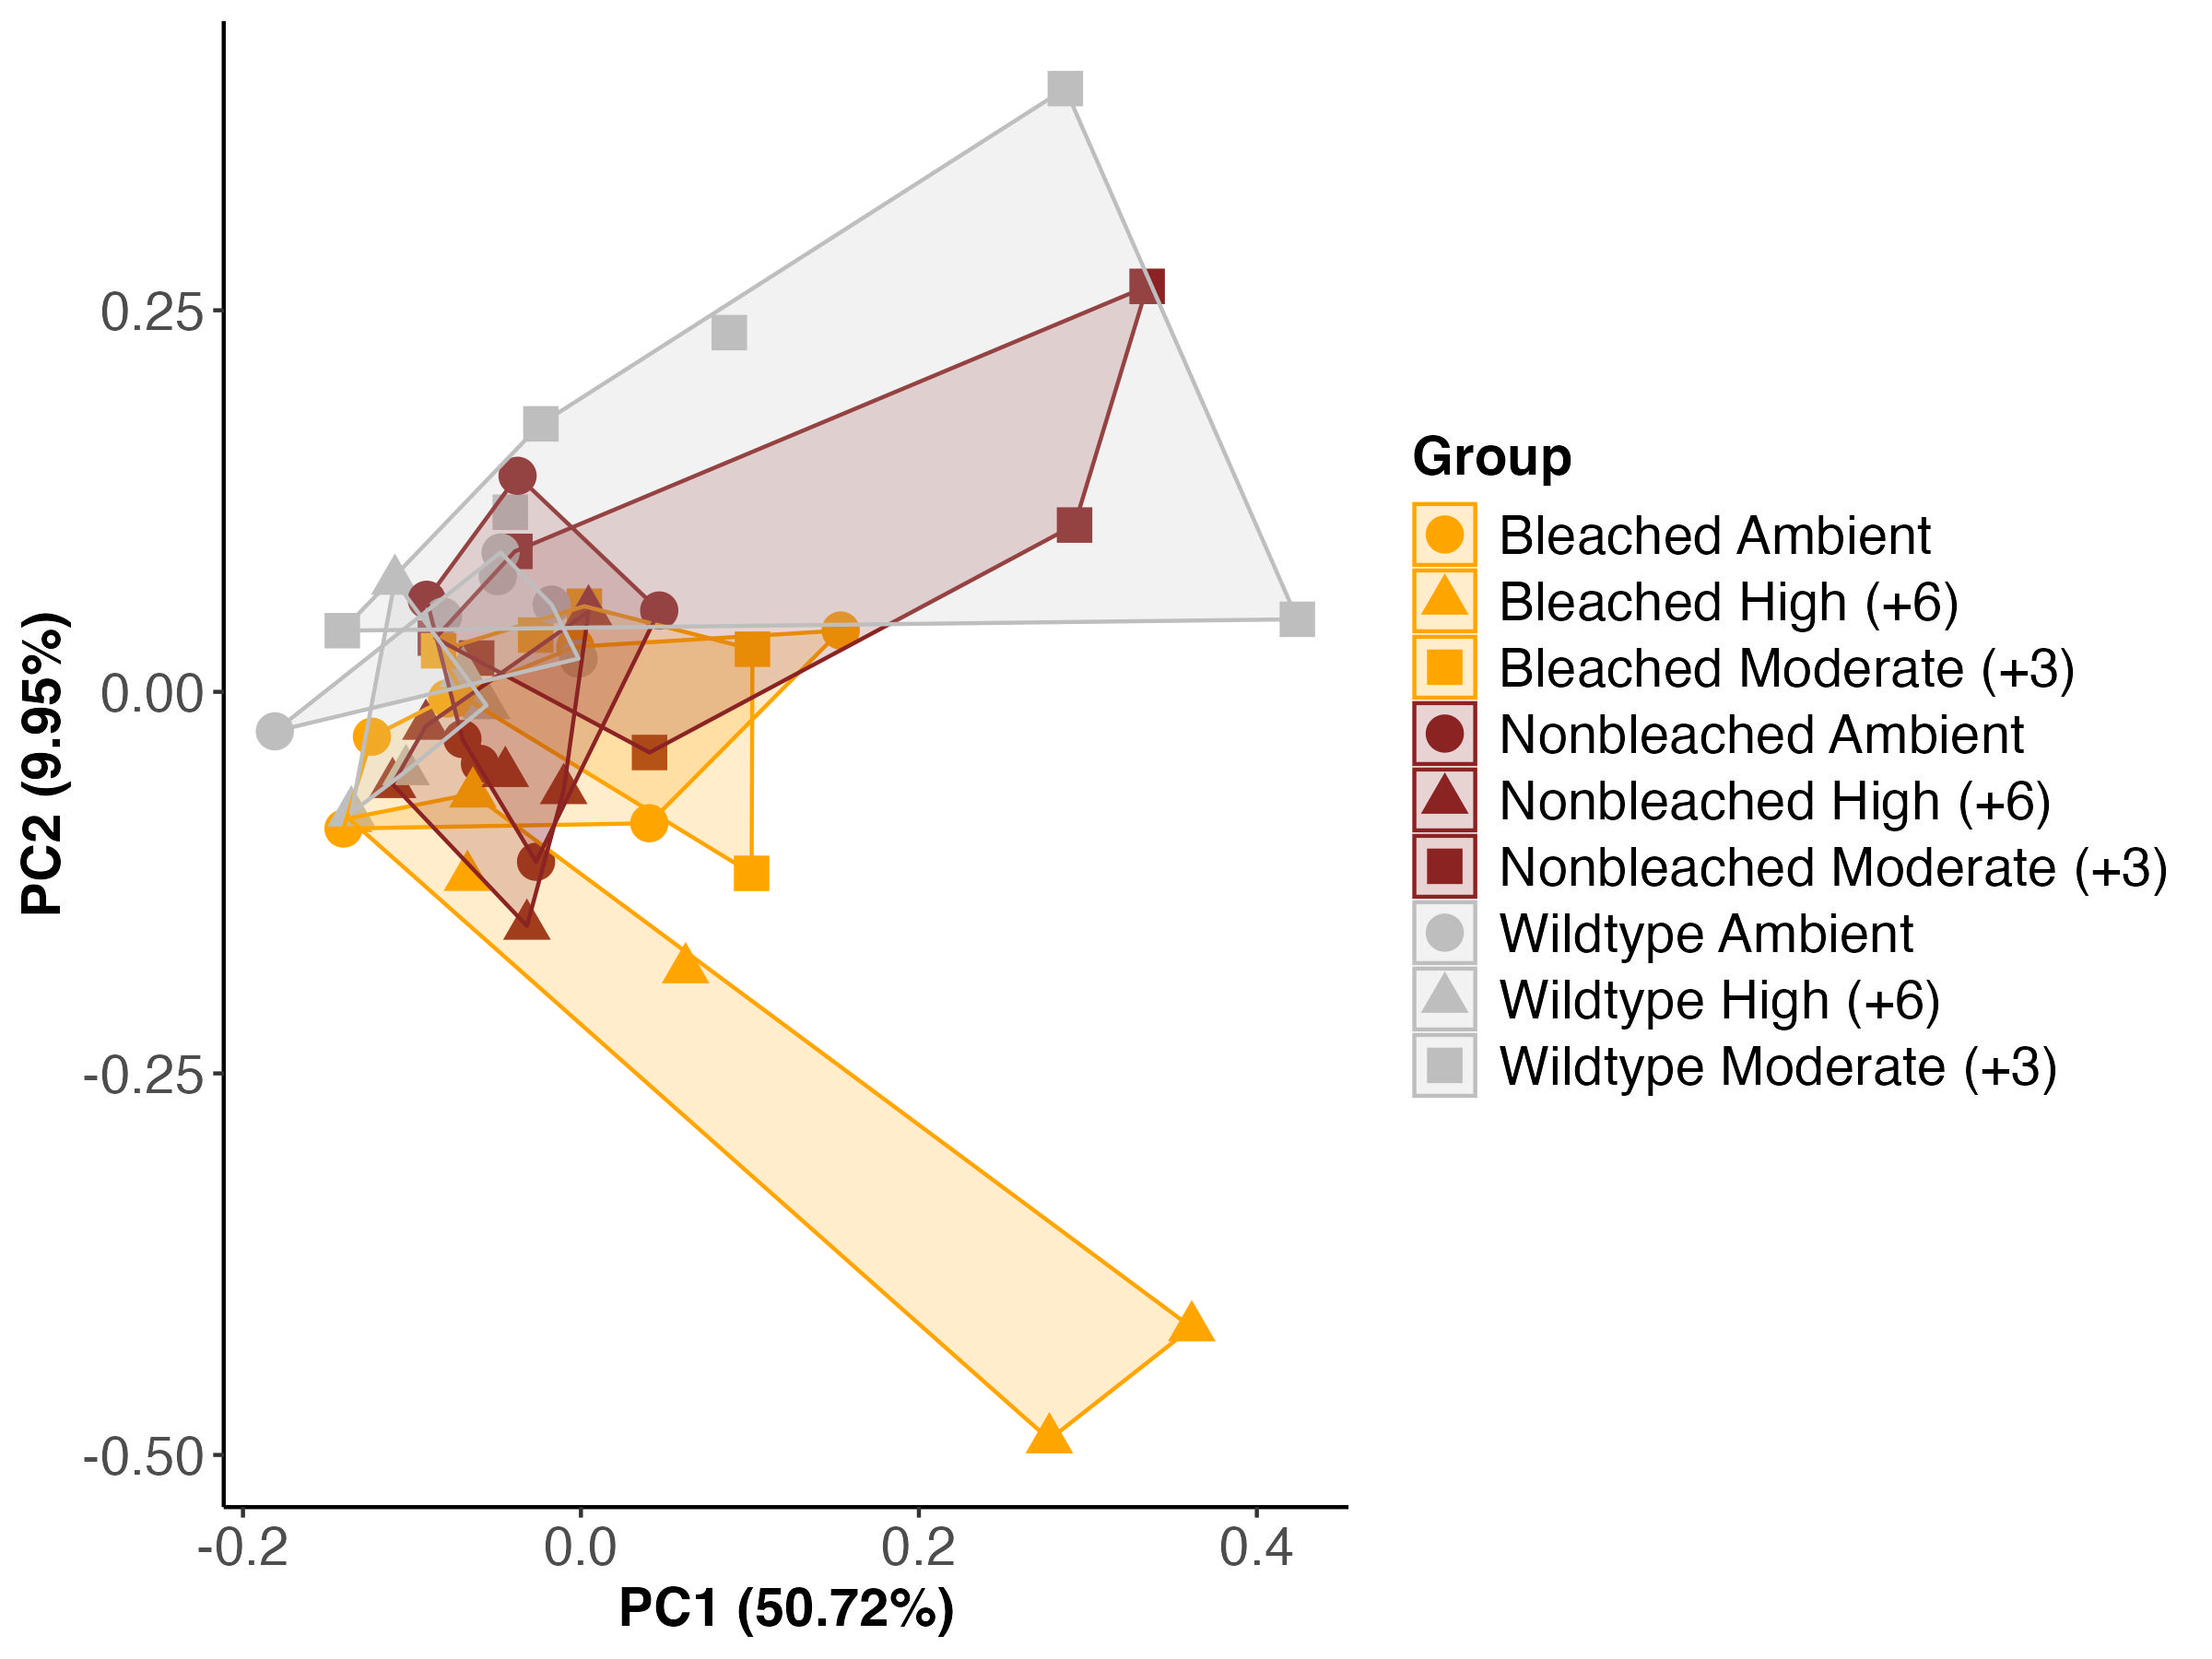 0.25
0.00
-0.25
-0.50
PC2 (9.95%)
-0.2
0.0
0.2
0.4
PC1 (50.72%)
Group
Bleached Ambient
Bleached High (+6)
Bleached Moderate (+3)
Nonbleached Ambient
Nonbleached High (+6)
Nonbleached Moderate (+3)
Wildtype Ambient
Wildtype High (+6)
Wildtype Moderate (+3)